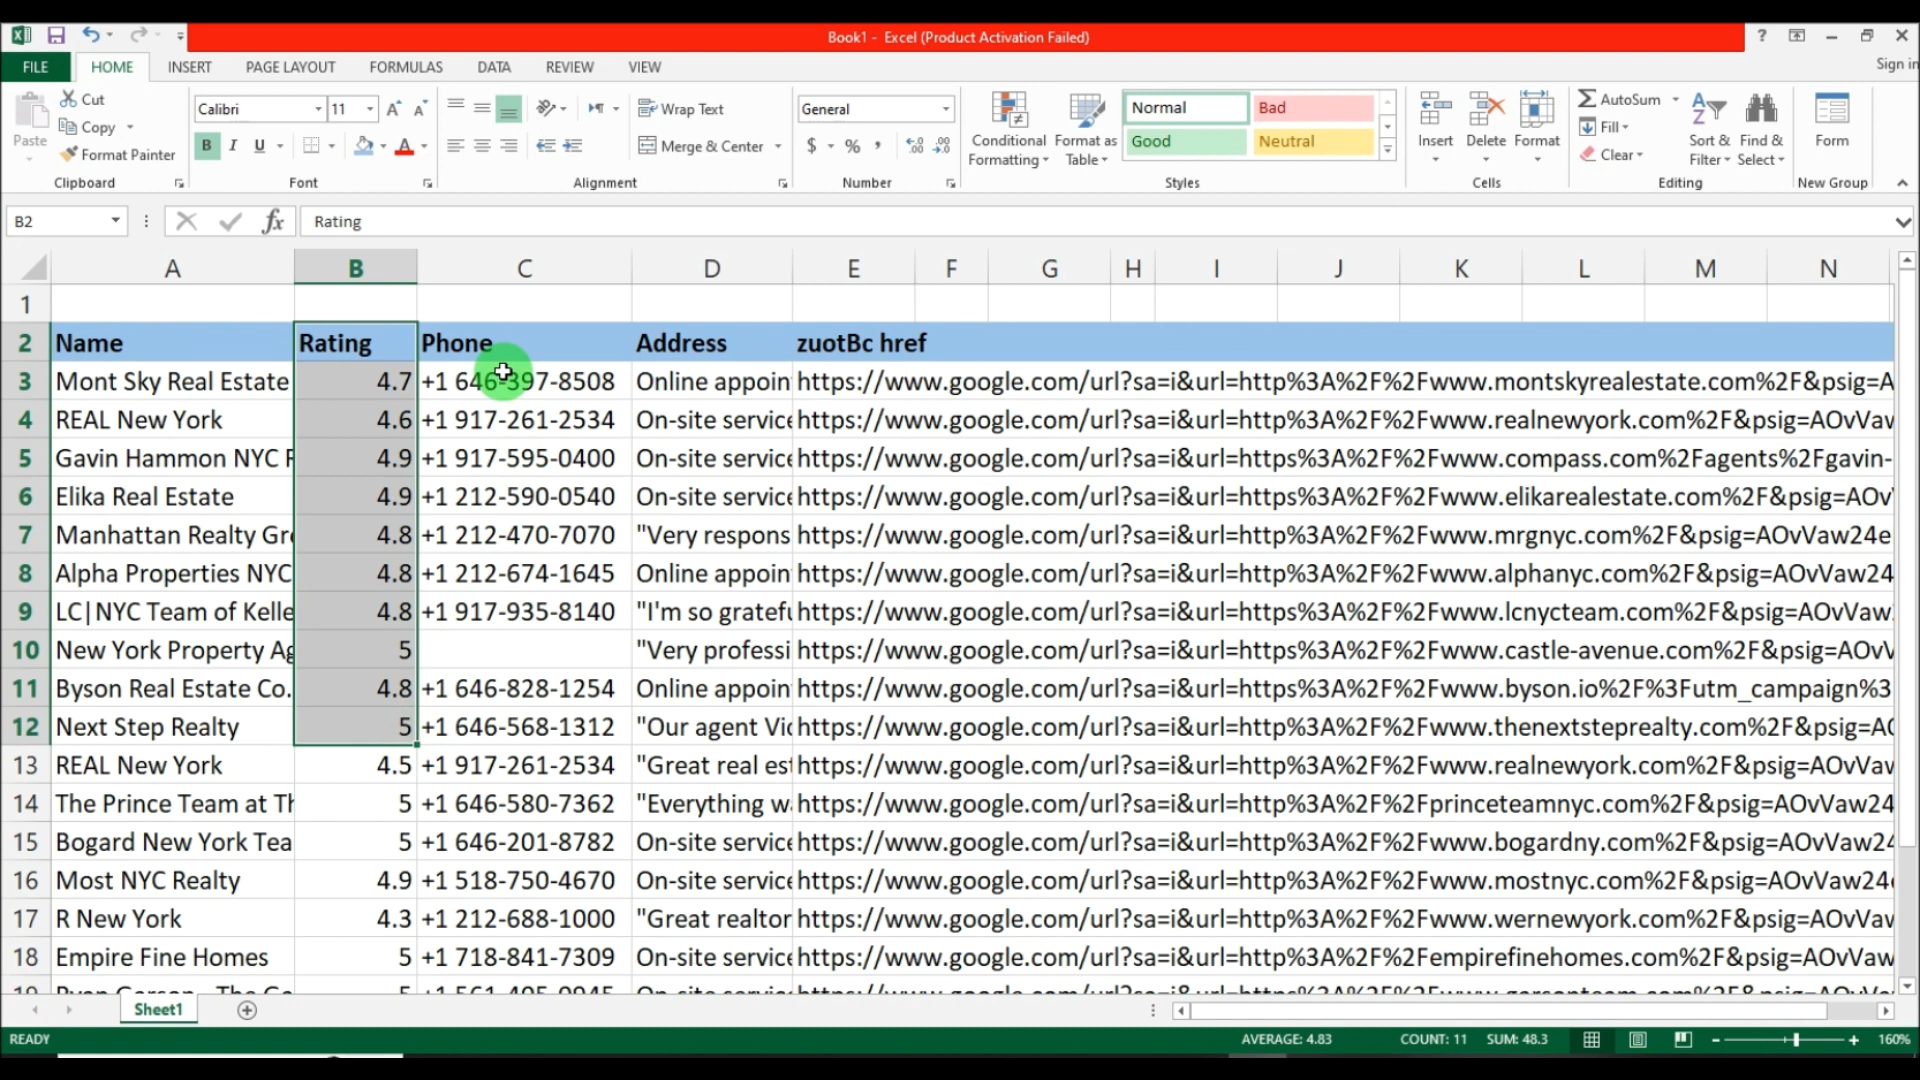 Book1 - Excel (Product Activation Failed)
?
FILE HOME INSERT PAGE LAYOUT FORMULAS DATA REVIEW VIEW
Sign in
Paste
Cut
Copy
Format Painter
Clipboard
Calibri 11
B I U
Font
Wrap Text
Merge & Center
Alignment
General
$ % ,
Number
Conditional Formatting
Format as Table
Normal Bad
Good Neutral
Styles
Insert Delete Format
Cells
AutoSum
Fill
Clear
Sort & Filter
Find & Select
Editing
Form
New Group
B2 fx Rating
A B C D E F G H I J K L M N
1
2 Name Rating Phone Address zuotBc href
3 Mont Sky Real Estate 4.7 +1 646-397-8508 Online appoin https://www.google.com/url?sa=i&url=http%3A%2F%2Fwww.montskyrealestate.com%2F&psig=A
4 REAL New York 4.6 +1 917-261-2534 On-site service https://www.google.com/url?sa=i&url=http%3A%2F%2Fwww.realnewyork.com%2F&psig=AOvVaw
5 Gavin Hammon NYC 4.9 +1 917-595-0400 On-site service https://www.google.com/url?sa=i&url=https%3A%2F%2Fwww.compass.com%2Fagents%2Fgavin-
6 Elika Real Estate 4.9 +1 212-590-0540 On-site service https://www.google.com/url?sa=i&url=https%3A%2F%2Fwww.elikarealestate.com%2F&psig=AOv
7 Manhattan Realty Gr 4.8 +1 212-470-7070 "Very respons https://www.google.com/url?sa=i&url=http%3A%2F%2Fwww.mrgnyc.com%2F&psig=AOvVaw24e
8 Alpha Properties NYC 4.8 +1 212-674-1645 Online appoin https://www.google.com/url?sa=i&url=http%3A%2F%2Fwww.alphanyc.com%2F&psig=AOvVaw24
9 LC|NYC Team of Kelle 4.8 +1 917-935-8140 "I'm so gratefu https://www.google.com/url?sa=i&url=https%3A%2F%2Fwww.lcnycteam.com%2F&psig=AOvVaw
10 New York Property Ag 5 "Very professi https://www.google.com/url?sa=i&url=https%3A%2F%2Fwww.castle-avenue.com%2F&psig=AOv
11 Byson Real Estate Co. 4.8 +1 646-828-1254 Online appoin https://www.google.com/url?sa=i&url=https%3A%2F%2Fwww.byson.io%2F%3Futm_campaign%3
12 Next Step Realty 5 +1 646-568-1312 "Our agent Vic https://www.google.com/url?sa=i&url=https%3A%2F%2Fwww.thenextsteprealty.com%2F&psig=A
13 REAL New York 4.5 +1 917-261-2534 "Great real est https://www.google.com/url?sa=i&url=http%3A%2F%2Fwww.realnewyork.com%2F&psig=AOvVaw
14 The Prince Team at Th 5 +1 646-580-7362 "Everything w https://www.google.com/url?sa=i&url=http%3A%2F%2Fprinceteamnyc.com%2F&psig=AOvVaw24
15 Bogard New York Tea 5 +1 646-201-8782 On-site service https://www.google.com/url?sa=i&url=http%3A%2F%2Fwww.bogardny.com%2F&psig=AOvVaw24
16 Most NYC Realty 4.9 +1 518-750-4670 On-site service https://www.google.com/url?sa=i&url=http%3A%2F%2Fwww.mostnyc.com%2F&psig=AOvVaw24
17 R New York 4.3 +1 212-688-1000 "Great realtor https://www.google.com/url?sa=i&url=http%3A%2F%2Fwww.wernewyork.com%2F&psig=AOvVaw
18 Empire Fine Homes 5 +1 718-841-7309 On-site service https://www.google.com/url?sa=i&url=http%3A%2F%2Fempirefinehomes.com%2F&psig=AOvVaw
Sheet1
READY AVERAGE: 4.83 COUNT: 11 SUM: 48.3 160%